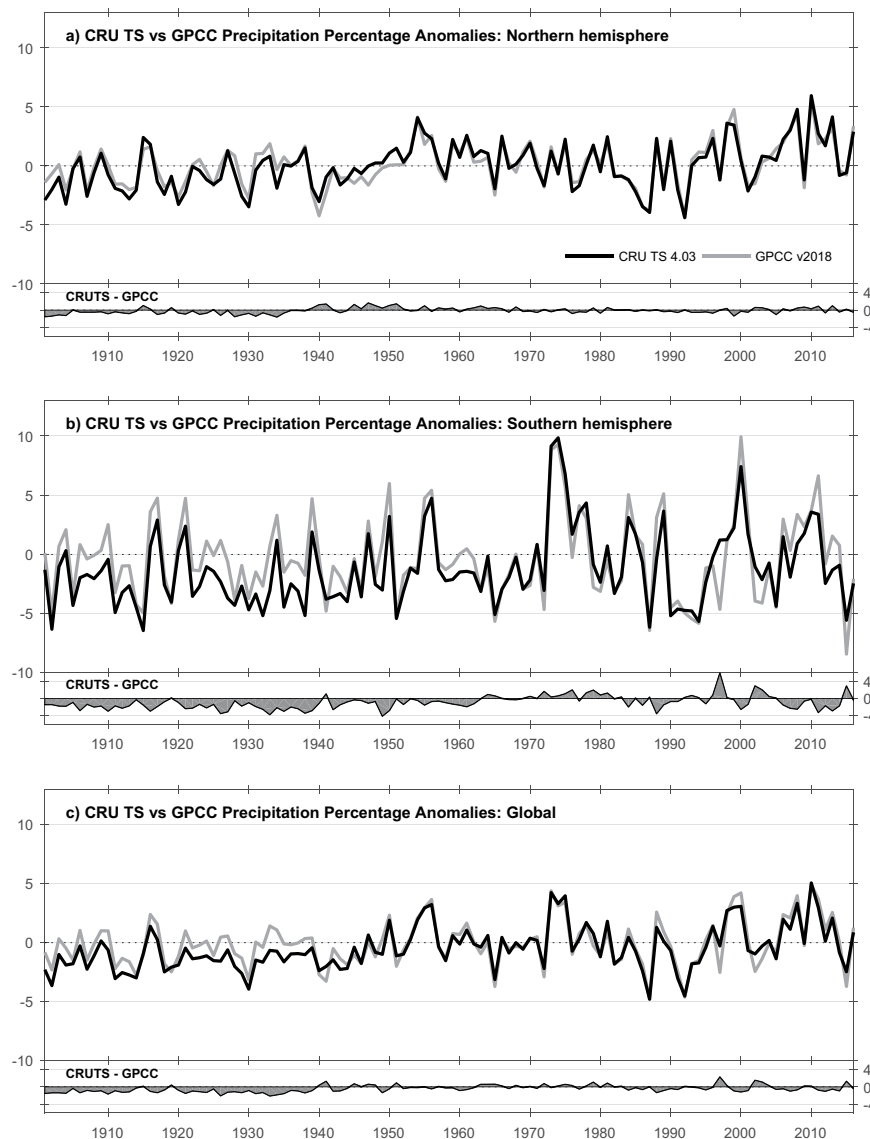 a) CRU TS vs GPCC Precipitation Percentage Anomalies: Northern hemisphere
10
5
0
-5
-10
CRU TS 4.03 GPCC v2018
CRUTS - GPCC
4
0
-4
1910 1920 1930 1940 1950 1960 1970 1980 1990 2000 2010
b) CRU TS vs GPCC Precipitation Percentage Anomalies: Southern hemisphere
10
5
0
-5
-10
CRUTS - GPCC
4
0
-4
1910 1920 1930 1940 1950 1960 1970 1980 1990 2000 2010
c) CRU TS vs GPCC Precipitation Percentage Anomalies: Global
10
5
0
-5
-10
CRUTS - GPCC
4
0
-4
1910 1920 1930 1940 1950 1960 1970 1980 1990 2000 2010